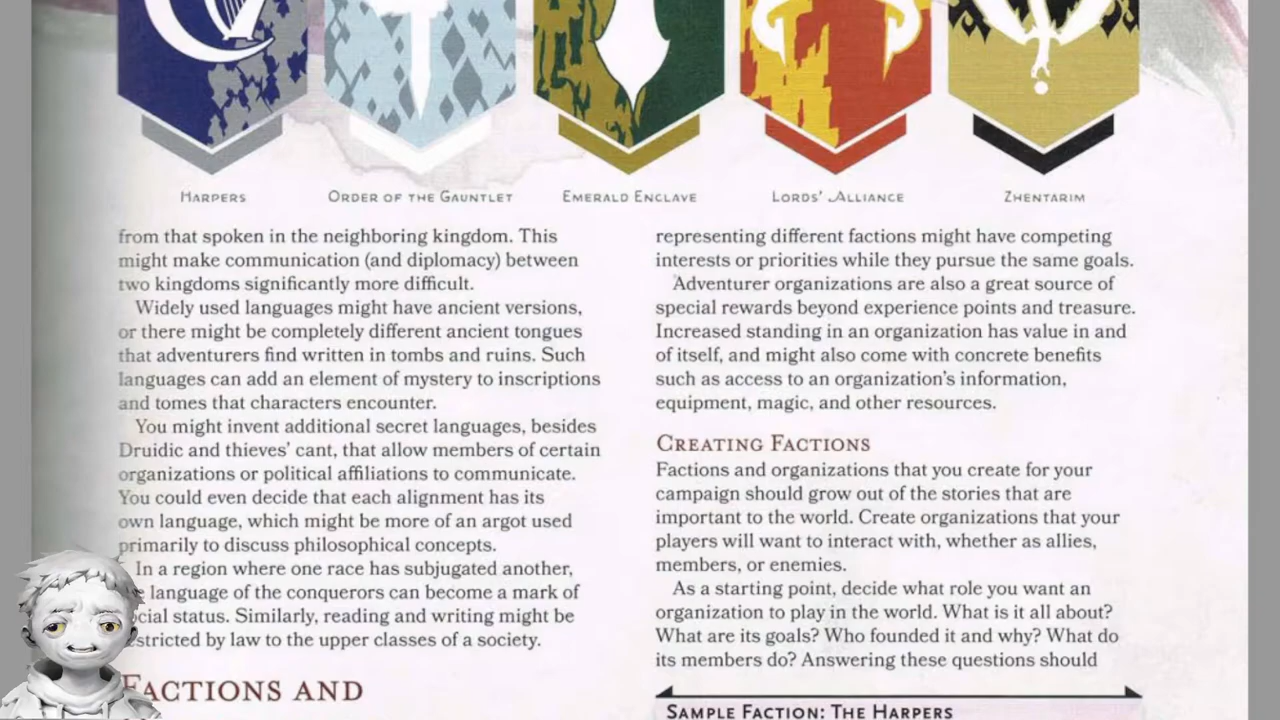 HARPERS
ORDER OF THE GAUNTLET
EMERALD ENCLAVE
LORDS' ALLIANCE
ZHENTARIM
from that spoken in the neighboring kingdom. This
might make communication (and diplomacy) between
two kingdoms significantly more difficult.
Widely used languages might have ancient versions,
or there might be completely different ancient tongues
that adventurers find written in tombs and ruins. Such
languages can add an element of mystery to inscriptions
and tomes that characters encounter.
You might invent additional secret languages, besides
Druidic and thieves' cant, that allow members of certain
organizations or political affiliations to communicate.
You could even decide that each alignment has its
own language, which might be more of an argot used
primarily to discuss philosophical concepts.
In a region where one race has subjugated another,
language of the conquerors can become a mark of
status. Similarly, reading and writing might be
by law to the upper classes of a society.
FACTIONS AND
representing different factions might have competing
interests or priorities while they pursue the same goals.
Adventurer organizations are also a great source of
special rewards beyond experience points and treasure.
Increased standing in an organization has value in and
of itself, and might also come with concrete benefits
such as access to an organization's information,
equipment, magic, and other resources.
CREATING FACTIONS
Factions and organizations that you create for your
campaign should grow out of the stories that are
important to the world. Create organizations that your
players will want to interact with, whether as allies,
members, or enemies.
As a starting point, decide what role you want an
organization to play in the world. What is it all about?
What are its goals? Who founded it and why? What do
its members do? Answering these questions should
SAMPLE FACTION: THE HARPERS